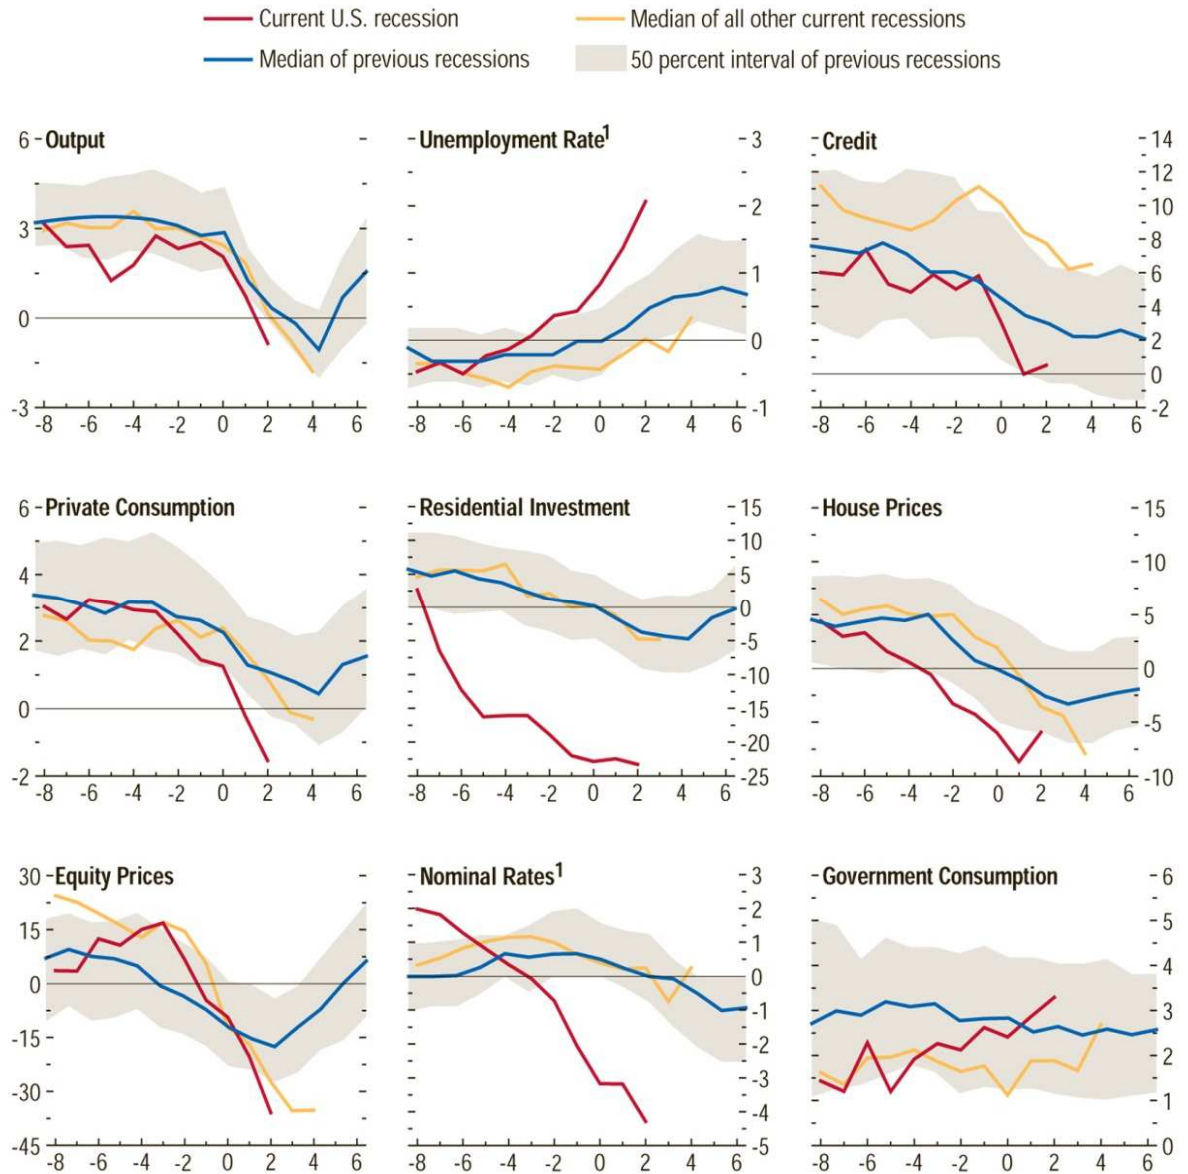 Current U.S. recession
Median of all other current recessions
Median of previous recessions
50 percent interval of previous recessions
Output
6
3
0
-3
-8 -6 -4 -2 0 2 4 6
Unemployment Rate1
3
2
1
0
-1
-8 -6 -4 -2 0 2 4 6
Credit
14
12
10
8
6
4
2
0
-2
-8 -6 -4 -2 0 2 4 6
Private Consumption
6
4
2
0
-2
-8 -6 -4 -2 0 2 4 6
Residential Investment
15
10
5
0
-5
-10
-15
-20
-25
-8 -6 -4 -2 0 2 4 6
House Prices
15
10
5
0
-5
-10
-8 -6 -4 -2 0 2 4 6
Equity Prices
30
15
0
-15
-30
-45
-8 -6 -4 -2 0 2 4 6
Nominal Rates1
3
2
1
0
-1
-2
-3
-4
-5
-8 -6 -4 -2 0 2 4 6
Government Consumption
6
5
4
3
2
1
0
-8 -6 -4 -2 0 2 4 6